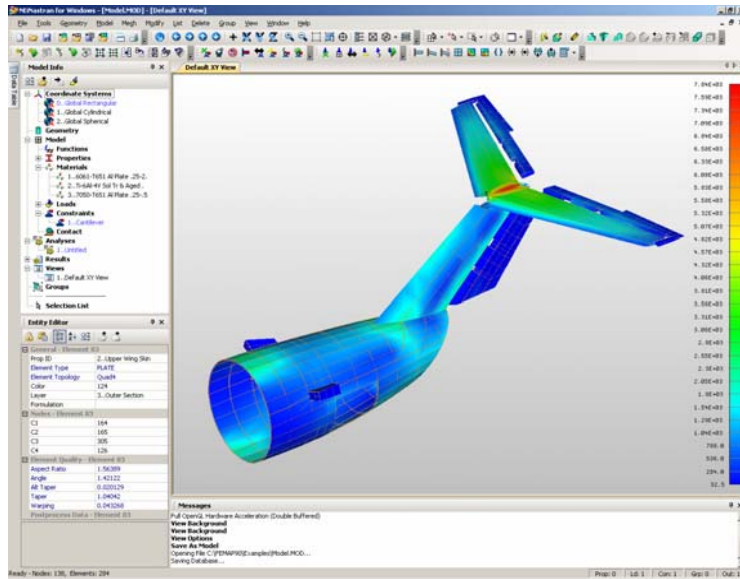 NEiNastran for Windows - [Model.MOD] - [Default XY View]
File Tools Geometry Model Mesh Modify List Delete Group View Window Help
Model Info
Default XY View
Data Table
Coordinate Systems
0..Global Rectangular
1..Global Cylindrical
2..Global Spherical
Geometry
Model
Functions
Properties
Materials
1..6061-T651 Al Plate .25-2.
2..Ti-6Al-4V Sol Tr & Aged
3..7050-T651 Al Plate .25-.5
Loads
Constraints
1..Cantilever
Contact
Analyses
1..Untitled
Results
Views
1..Default XY View
Groups
Selection List
Entity Editor
General - Element 83
Prop ID 2..Upper Wing Skin
Element Type PLATE
Element Topology Quad4
Color 124
Layer 3..Outer Section
Formulation
Nodes - Element 83
C1 164
C2 165
C3 305
C4 126
Element Quality - Element 83
Aspect Ratio 1.56389
Angle 1.42122
Alt Taper 0.020129
Taper 1.04042
Warping 0.043268
Postprocess Data - Element 83
7.84E+03
7.59E+03
7.34E+03
7.09E+03
6.84E+03
6.58E+03
6.33E+03
6.08E+03
5.83E+03
5.58E+03
5.32E+03
5.07E+03
4.82E+03
4.57E+03
4.32E+03
4.06E+03
3.81E+03
3.56E+03
3.31E+03
3.06E+03
2.8E+03
2.55E+03
2.3E+03
2.05E+03
1.8E+03
1.54E+03
1.29E+03
1.04E+03
788.8
536.8
284.8
32.5
Messages
Full OpenGL Hardware Acceleration (Double Buffered)
View Background
View Background
View Options
Save As Model
Opening File C:\FEMAP90\Examples\Model.MOD...
Saving Database...
Ready - Nodes: 138, Elements: 284
Prop: 0 Ld: 1 Con: 1 Grp: 0 Out: 1